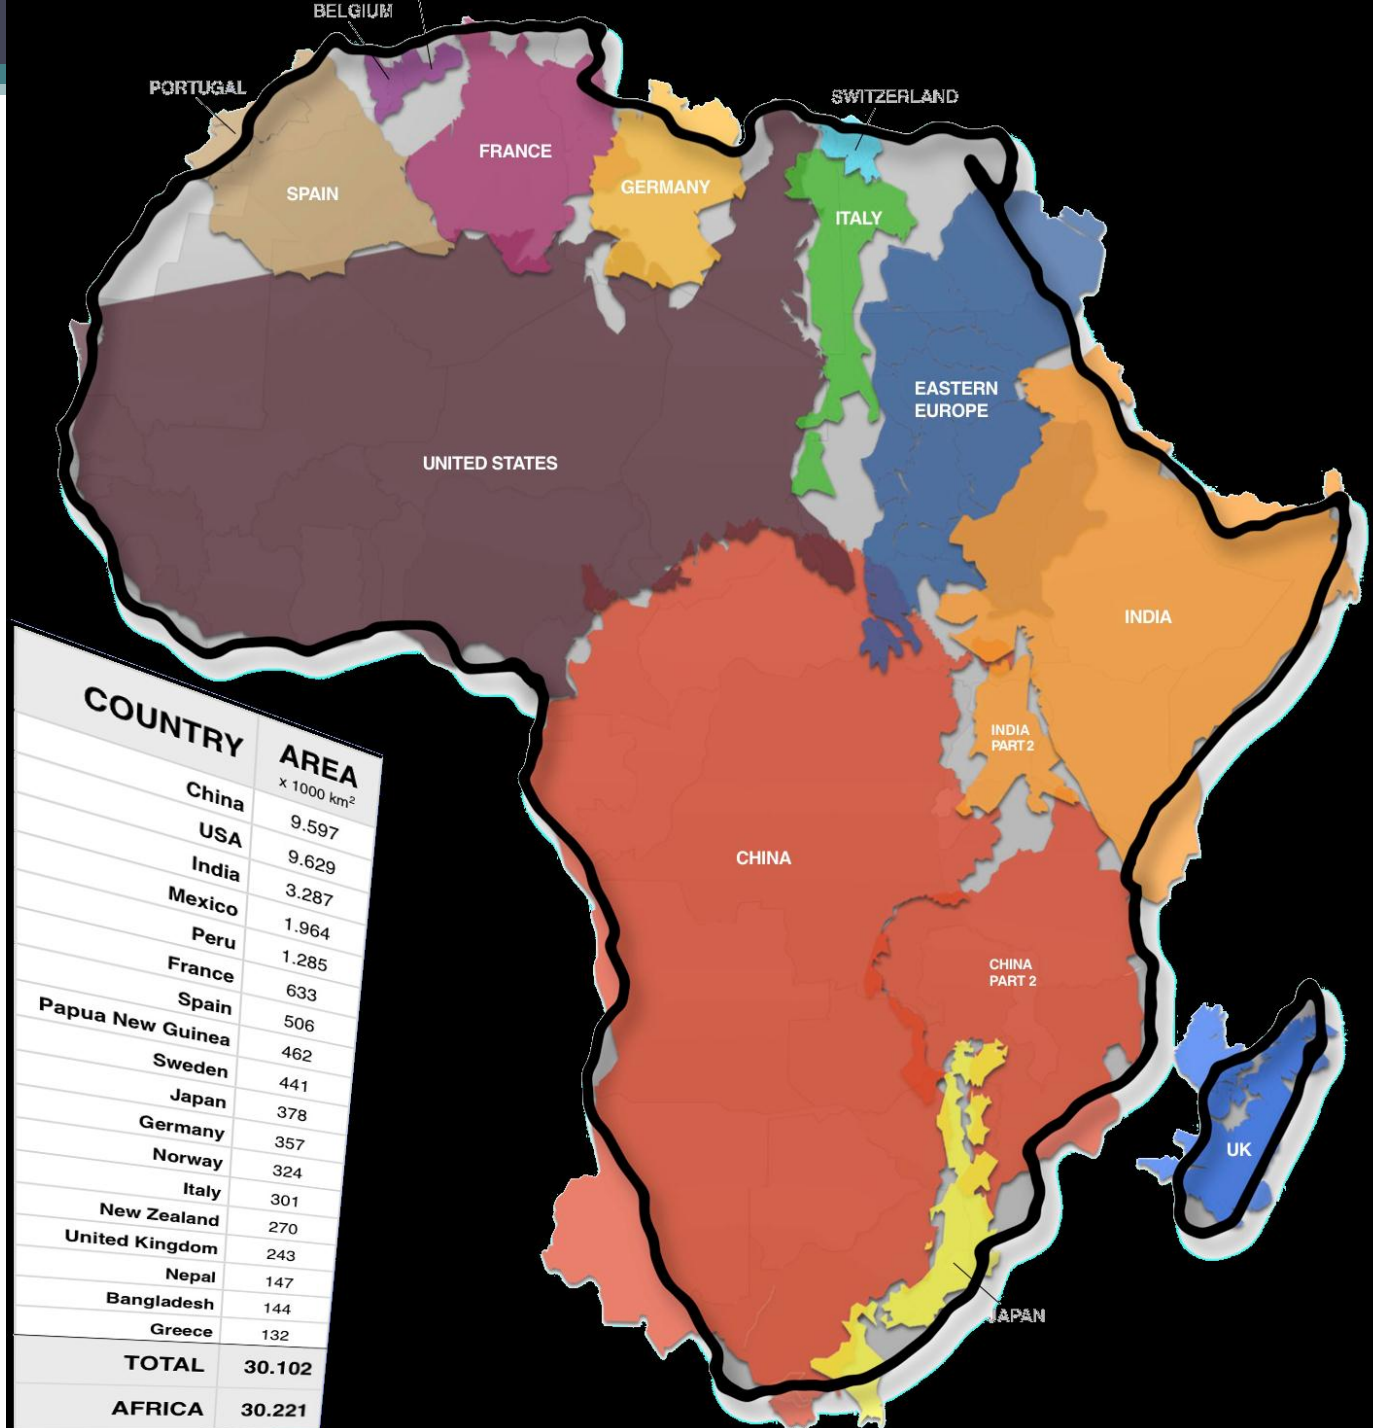 BELGIUM
PORTUGAL
SWITZERLAND
FRANCE
SPAIN
GERMANY
ITALY
EASTERN
EUROPE
UNITED STATES
INDIA
INDIA
PART 2
CHINA
CHINA
PART 2
UK
JAPAN
COUNTRY AREA
x 1000 km²
China 9.597
USA 9.629
India 3.287
Mexico 1.964
Peru 1.285
France 633
Spain 506
Papua New Guinea 462
Sweden 441
Japan 378
Germany 357
Norway 324
Italy 301
New Zealand 270
United Kingdom 243
Nepal 147
Bangladesh 144
Greece 132
TOTAL 30.102
AFRICA 30.221